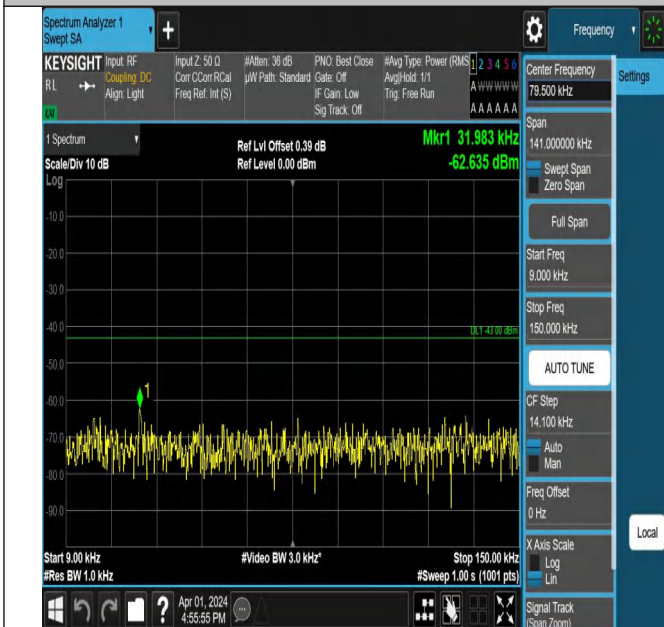 Spectrum Analyzer 1
Swept SA
+
Frequency
KEYSIGHT
RL
LXI
Input: RF
Coupling: DC
Align: Light
Input Z: 50 Ω
Corr CCorr RCal
Freq Ref: Int (S)
#Atten: 36 dB
µW Path: Standard
PNO: Best Close
Gate: Off
IF Gain: Low
Sig Track: Off
#Avg Type: Power (RMS
Avg|Hold: 1/1
Trig: Free Run
1 2 3 4 5 6
A W W W W W
A A A A A A
Center Frequency
79.500 kHz
Settings
Span
141.000000 kHz
Swept Span
Zero Span
Full Span
Start Freq
9.000 kHz
Stop Freq
150.000 kHz
AUTO TUNE
CF Step
14.100 kHz
Auto
Man
Freq Offset
0 Hz
X Axis Scale
Log
Lin
Signal Track
(Span Zoom)
Local
1 Spectrum
Scale/Div 10 dB
Log
Ref Lvl Offset 0.39 dB
Ref Level 0.00 dBm
Mkr1 31.983 kHz
-62.635 dBm
-10.0
-20.0
-30.0
-40.0
-50.0
-60.0
-70.0
-80.0
-90.0
DL1 -43.00 dBm
1
Start 9.00 kHz
#Res BW 1.0 kHz
#Video BW 3.0 kHz*
Stop 150.00 kHz
#Sweep 1.00 s (1001 pts)
?
Apr 01, 2024
4:55:55 PM